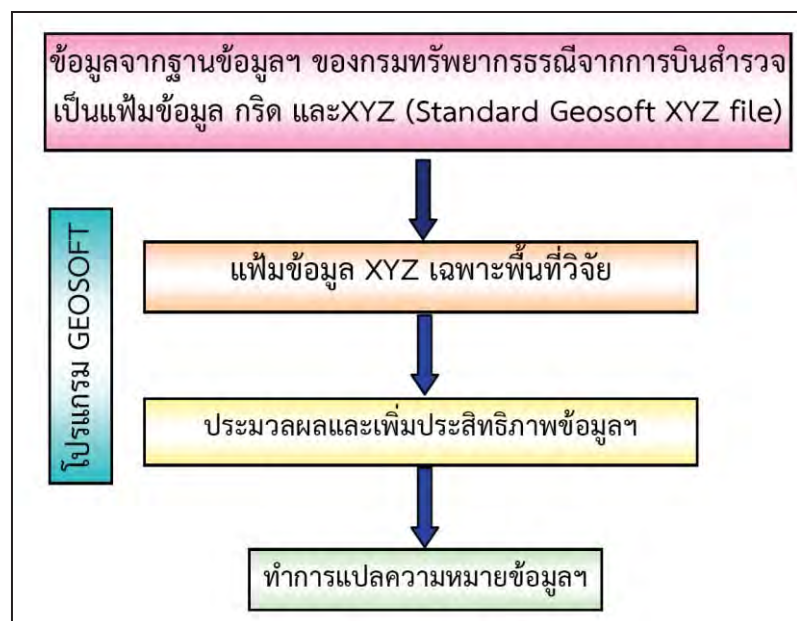 ข้อมูลจากฐานข้อมูลฯ ของกรมทรัพยากรธรณีจากการบินสำรวจ
เป็นแฟ้มข้อมูล กริด และXYZ (Standard Geosoft XYZ file)
โปรแกรม GEOSOFT
แฟ้มข้อมูล XYZ เฉพาะพื้นที่วิจัย
ประมวลผลและเพิ่มประสิทธิภาพข้อมูลฯ
ทำการแปลความหมายข้อมูลฯ